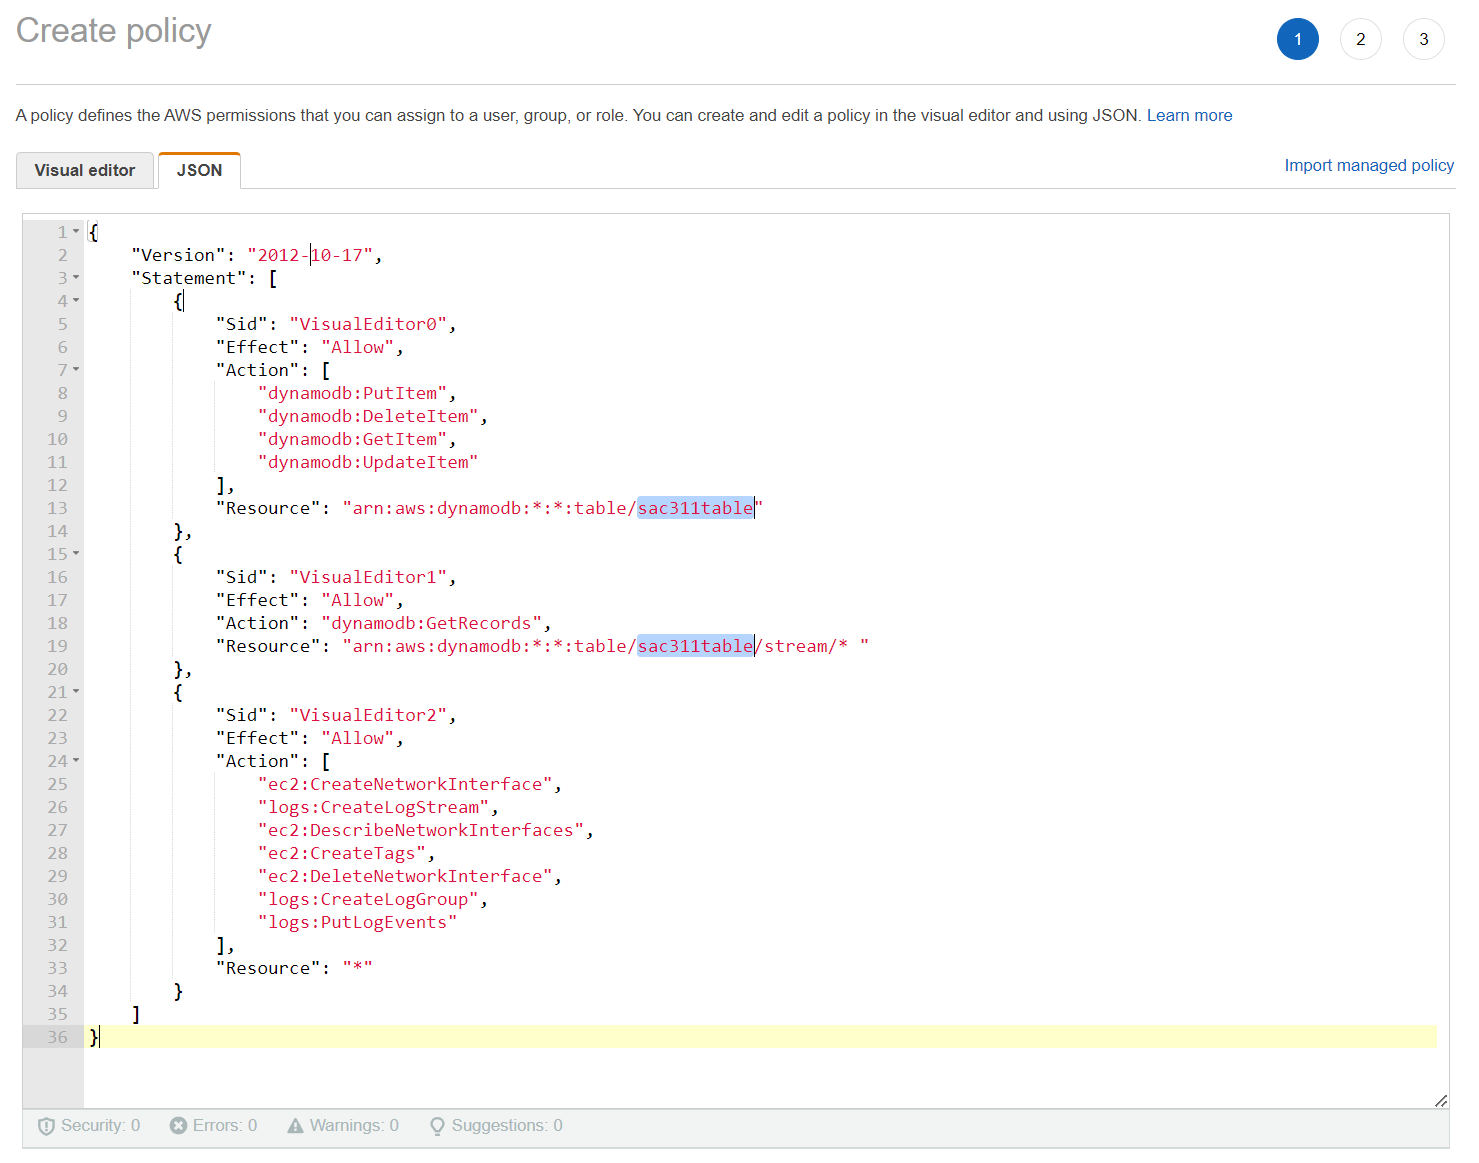 Create policy
1 2 3
A policy defines the AWS permissions that you can assign to a user, group, or role. You can create and edit a policy in the visual editor and using JSON. Learn more
Visual editor JSON Import managed policy
1 {
2 "Version": "2012-10-17",
3 "Statement": [
4 {
5 "Sid": "VisualEditor0",
6 "Effect": "Allow",
7 "Action": [
8 "dynamodb:PutItem",
9 "dynamodb:DeleteItem",
10 "dynamodb:GetItem",
11 "dynamodb:UpdateItem"
12 ],
13 "Resource": "arn:aws:dynamodb:*:*:table/sac311table"
14 },
15 {
16 "Sid": "VisualEditor1",
17 "Effect": "Allow",
18 "Action": "dynamodb:GetRecords",
19 "Resource": "arn:aws:dynamodb:*:*:table/sac311table/stream/* "
20 },
21 {
22 "Sid": "VisualEditor2",
23 "Effect": "Allow",
24 "Action": [
25 "ec2:CreateNetworkInterface",
26 "logs:CreateLogStream",
27 "ec2:DescribeNetworkInterfaces",
28 "ec2:CreateTags",
29 "ec2:DeleteNetworkInterface",
30 "logs:CreateLogGroup",
31 "logs:PutLogEvents"
32 ],
33 "Resource": "*"
34 }
35 ]
36 }
Security: 0 Errors: 0 Warnings: 0 Suggestions: 0